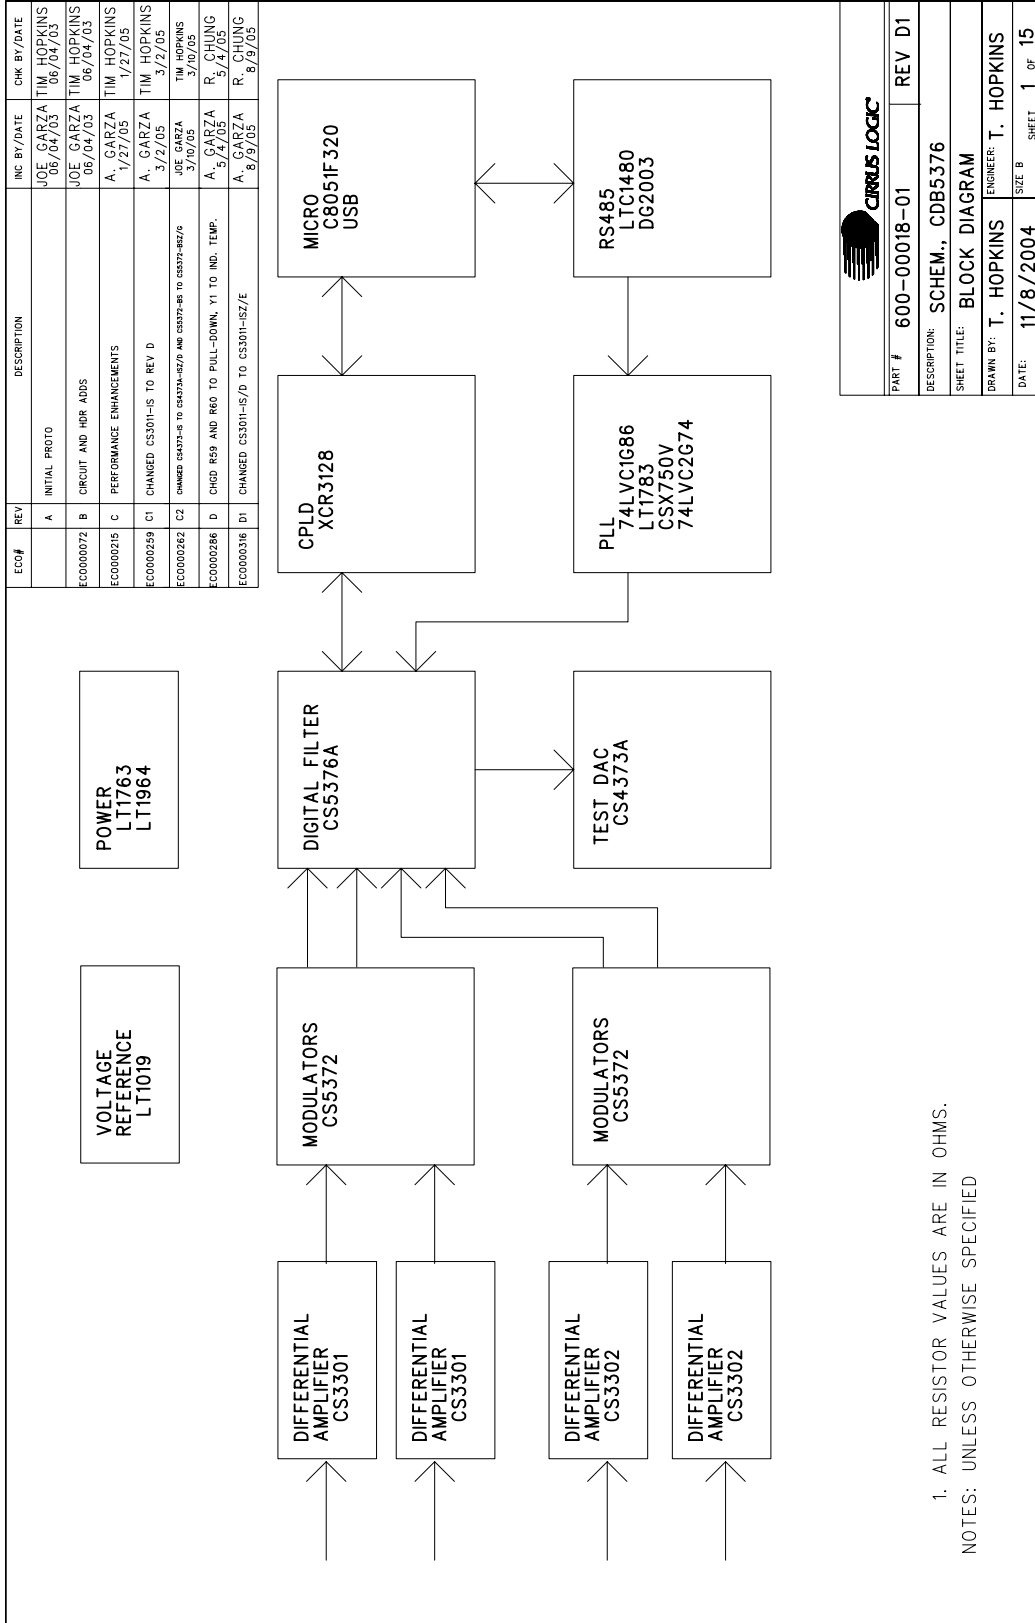 ECO# REV DESCRIPTION INC BY/DATE CHK BY/DATE
A INITIAL PROTO JOE GARZA 06/04/03 TIM HOPKINS 06/04/03
ECO000072 B CIRCUIT AND HDR ADDS JOE GARZA 06/04/03 TIM HOPKINS 06/04/03
ECO000215 C PERFORMANCE ENHANCEMENTS A. GARZA 1/27/05 TIM HOPKINS 1/27/05
ECO000259 C1 CHANGED CS3011-IS TO REV D A. GARZA 3/2/05 TIM HOPKINS 3/2/05
ECO000262 C2 CHANGED CS4373-IS TO CS4373A-ISZ/D AND CS5372-BS TO CS5372-BSZ/G JOE GARZA 3/10/05 TIM HOPKINS 3/10/05
ECO000286 D CHGD R59 AND R60 TO PULL-DOWN, Y1 TO IND. TEMP. A. GARZA 5/4/05 R. CHUNG 5/4/05
ECO000316 D1 CHANGED CS3011-IS/D TO CS3011-ISZ/E A. GARZA 8/9/05 R. CHUNG 8/9/05
VOLTAGE
REFERENCE
LT1019
POWER
LT1763
LT1964
DIFFERENTIAL
AMPLIFIER
CS3301
DIFFERENTIAL
AMPLIFIER
CS3301
DIFFERENTIAL
AMPLIFIER
CS3302
DIFFERENTIAL
AMPLIFIER
CS3302
MODULATORS
CS5372
MODULATORS
CS5372
DIGITAL FILTER
CS5376A
TEST DAC
CS4373A
CPLD
XCR3128
PLL
74LVC1G86
LT1783
CSX750V
74LVC2G74
MICRO
C8051F320
USB
RS485
LTC1480
DG2003
1. ALL RESISTOR VALUES ARE IN OHMS.
NOTES: UNLESS OTHERWISE SPECIFIED
CIRRUS LOGIC®
PART # 600-00018-01 REV D1
DESCRIPTION: SCHEM., CDB5376
SHEET TITLE: BLOCK DIAGRAM
DRAWN BY: T. HOPKINS ENGINEER: T. HOPKINS
DATE: 11/8/2004 SIZE B SHEET 1 OF 15